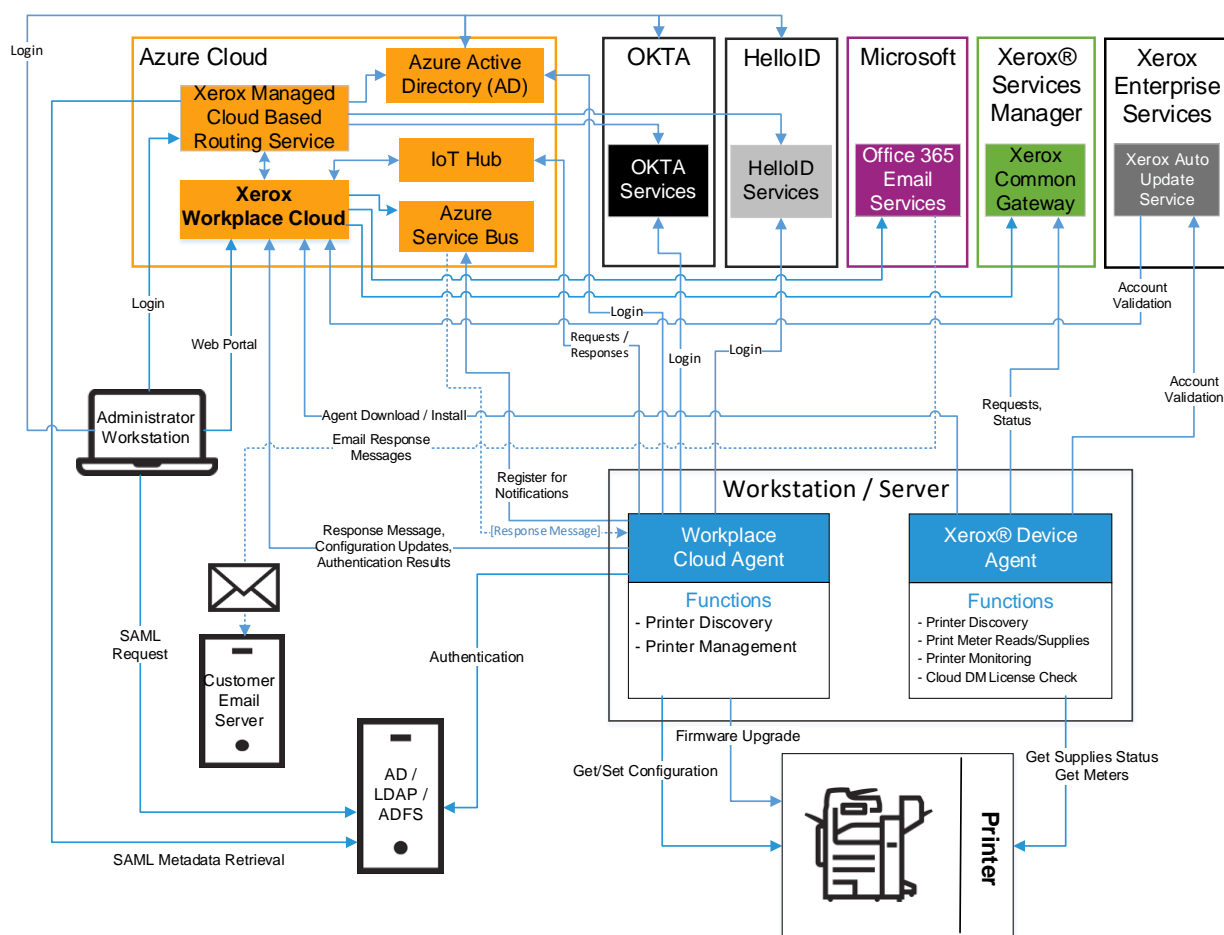 Login
Azure Cloud
Azure Active
Directory (AD)
Xerox Managed
Cloud Based
Routing Service
IoT Hub
Xerox
Workplace Cloud
Azure
Service Bus
OKTA
OKTA
Services
HelloID
HelloID
Services
Microsoft
Office 365
Email
Services
Xerox®
Services
Manager
Xerox
Common
Gateway
Xerox
Enterprise
Services
Xerox Auto
Update
Service
Login
Web Portal
Login
Requests /
Responses
Login
Login
Account
Validation
Account
Validation
Administrator
Workstation
Agent Download / Install
Email Response
Messages
Requests,
Status
Register for
Notifications
[Response Message]
Response Message,
Configuration Updates,
Authentication Results
Workstation / Server
Workplace
Cloud Agent
Functions
- Printer Discovery
- Printer Management
Xerox® Device
Agent
Functions
- Printer Discovery
- Print Meter Reads/Supplies
- Printer Monitoring
- Cloud DM License Check
SAML
Request
Authentication
Customer
Email
Server
Firmware Upgrade
Get/Set Configuration
Get Supplies Status
Get Meters
AD /
LDAP /
ADFS
SAML Metadata Retrieval
Printer